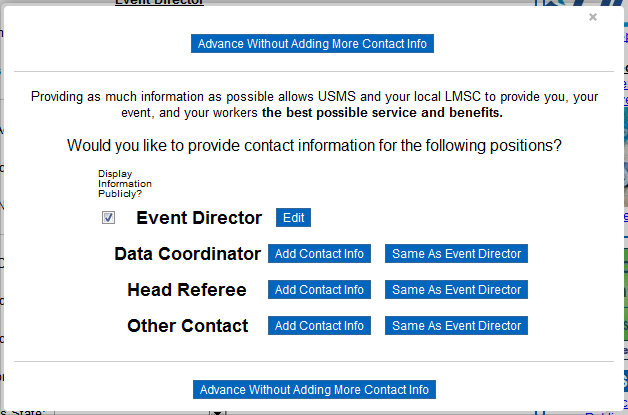 Event Director
×
Advance Without Adding More Contact Info
Providing as much information as possible allows USMS and your local LMSC to provide you, your
event, and your workers the best possible service and benefits.
Would you like to provide contact information for the following positions?
Display
Information
Publicly?
Event Director Edit
Data Coordinator Add Contact Info Same As Event Director
Head Referee Add Contact Info Same As Event Director
Other Contact Add Contact Info Same As Event Director
Advance Without Adding More Contact Info
State: